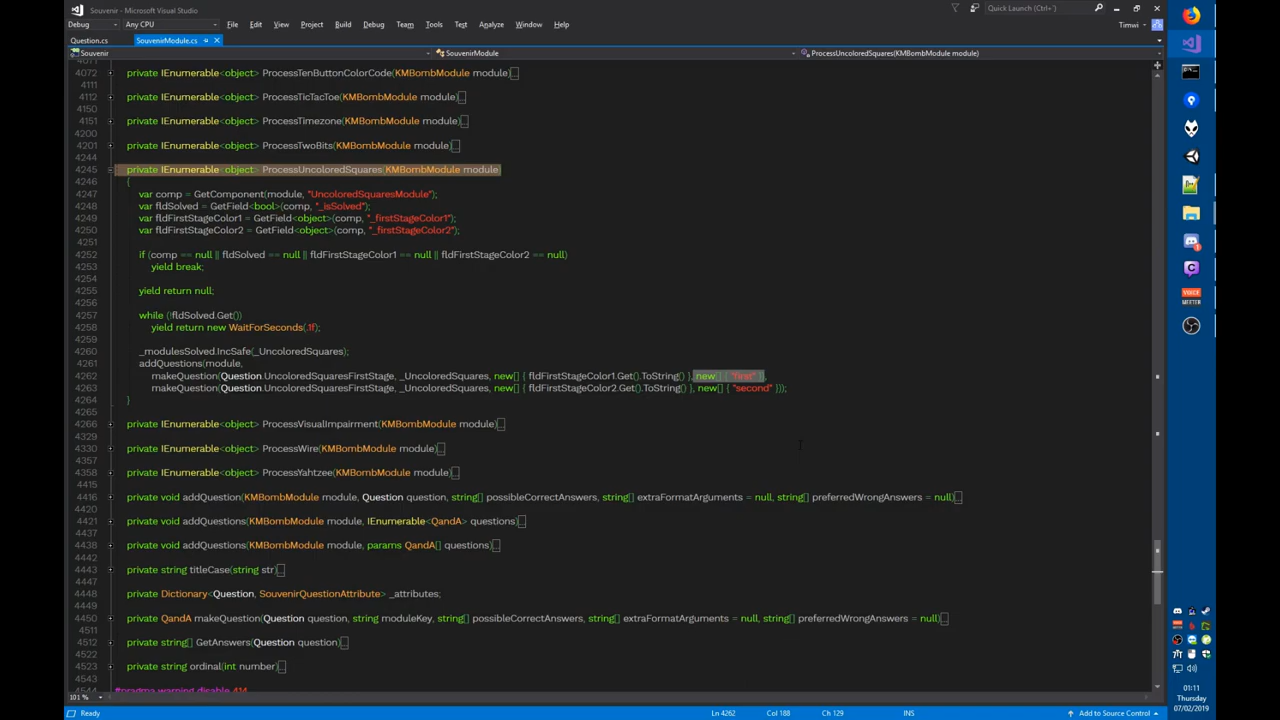 Souvenir - Microsoft Visual Studio
Quick Launch (Ctrl+Q)
Debug Any CPU File Edit View Project Build Debug Team Tools Test Analyze Window Help Timwi
Question.cs SouvenirModule.cs
Souvenir SouvenirModule ProcessUncoloredSquares(KMBombModule module)
4071
4072 private IEnumerable<object> ProcessTenButtonColorCode(KMBombModule module)
4111
4112 private IEnumerable<object> ProcessTicTacToe(KMBombModule module)
4150
4151 private IEnumerable<object> ProcessTimezone(KMBombModule module)
4200
4201 private IEnumerable<object> ProcessTwoBits(KMBombModule module)
4244
4245 private IEnumerable<object> ProcessUncoloredSquares(KMBombModule module
4246 {
4247 var comp = GetComponent(module, "UncoloredSquaresModule");
4248 var fldSolved = GetField<bool>(comp, "_isSolved");
4249 var fldFirstStageColor1 = GetField<object>(comp, "_firstStageColor1");
4250 var fldFirstStageColor2 = GetField<object>(comp, "_firstStageColor2");
4251
4252 if (comp == null || fldSolved == null || fldFirstStageColor1 == null || fldFirstStageColor2 == null)
4253 yield break;
4254
4255 yield return null;
4256
4257 while (!fldSolved.Get())
4258 yield return new WaitForSeconds(.1f);
4259
4260 _modulesSolved.IncSafe(_UncoloredSquares);
4261 addQuestions(module,
4262 makeQuestion(Question.UncoloredSquaresFirstStage, _UncoloredSquares, new[] { fldFirstStageColor1.Get().ToString() }, new[] { "first" }),
4263 makeQuestion(Question.UncoloredSquaresFirstStage, _UncoloredSquares, new[] { fldFirstStageColor2.Get().ToString() }, new[] { "second" }));
4264 }
4265
4266 private IEnumerable<object> ProcessVisualImpairment(KMBombModule module)
4329
4330 private IEnumerable<object> ProcessWire(KMBombModule module)
4357
4358 private IEnumerable<object> ProcessYahtzee(KMBombModule module)
4415
4416 private void addQuestion(KMBombModule module, Question question, string[] possibleCorrectAnswers, string[] extraFormatArguments = null, string[] preferredWrongAnswers = null)
4420
4421 private void addQuestions(KMBombModule module, IEnumerable<QandA> questions)
4437
4438 private void addQuestions(KMBombModule module, params QandA[] questions)
4442
4443 private string titleCase(string str)
4447
4448 private Dictionary<Question, SouvenirQuestionAttribute> _attributes;
4449
4450 private QandA makeQuestion(Question question, string moduleKey, string[] possibleCorrectAnswers, string[] extraFormatArguments = null, string[] preferredWrongAnswers = null)
4511
4512 private string[] GetAnswers(Question question)
4522
4523 private string ordinal(int number)
4543
4544 #pragma warning disable 414
101 %
Ready Ln 4262 Col 188 Ch 129 INS Add to Source Control
VOICE
MEETER
01:11
Thursday
07/02/2019